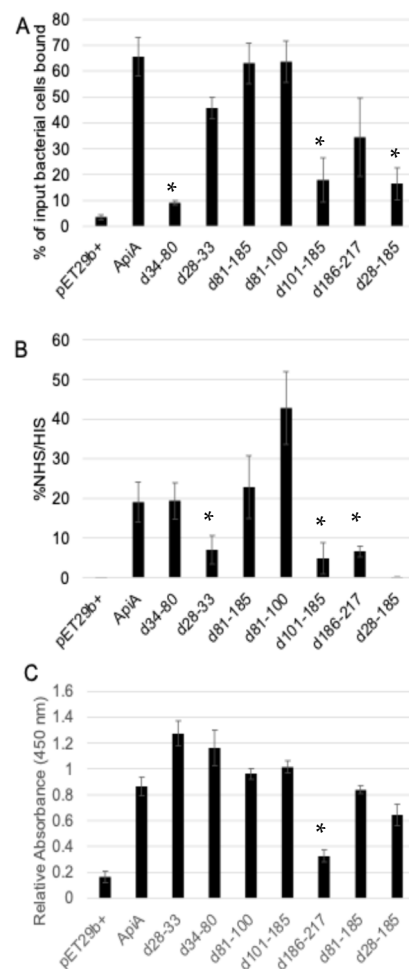 A
80
70
60
50
40
30
20
10
0
% of input bacterial cells bound
* * *
pET29b+ ApiA d34-80 d28-33 d81-185 d81-100 d101-185 d186-217 d28-185
B
60
50
40
30
20
10
0
%NHS/HIS
* * *
pET29b+ ApiA d34-80 d28-33 d81-185 d81-100 d101-185 d186-217 d28-185
C
1.6
1.4
1.2
1
0.8
0.6
0.4
0.2
0
Relative Absorbance (450 nm)
*
pET29b+ ApiA d28-33 d34-80 d81-100 d101-185 d186-217 d81-185 d28-185